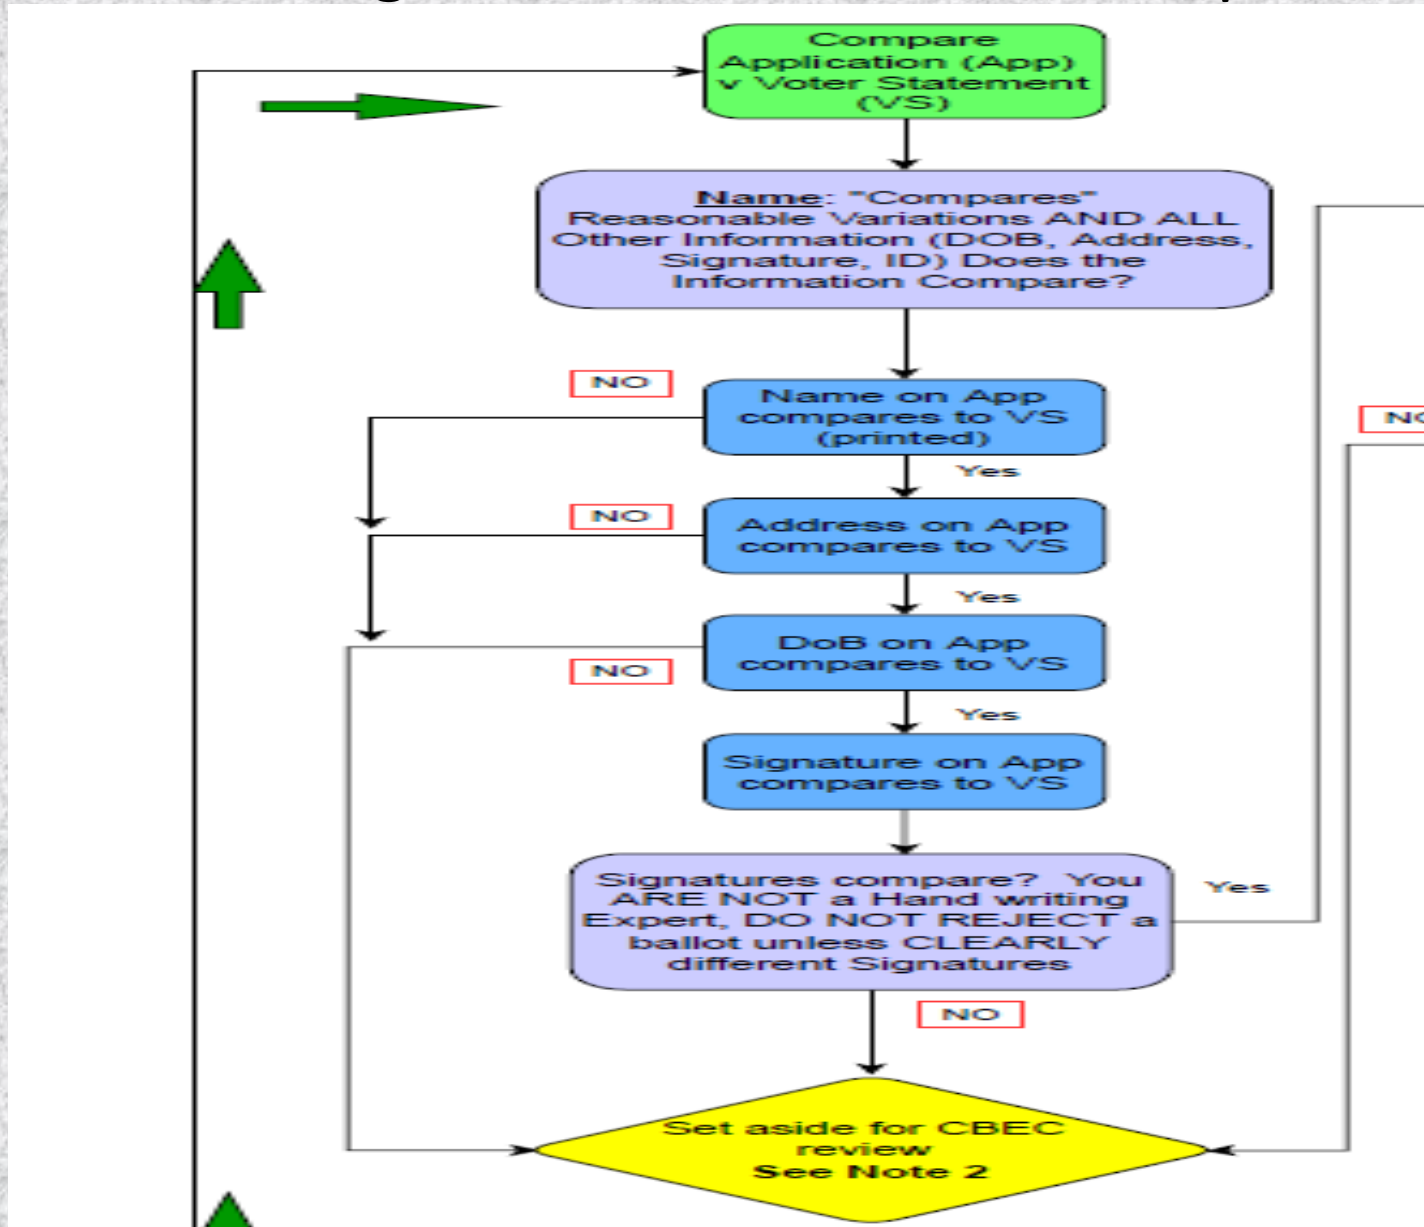 Compare
Application (App)
v Voter Statement
(VS)
Name: "Compares"
Reasonable Variations AND ALL
Other Information (DOB, Address,
Signature, ID) Does the
Information Compare?
NO
Name on App
compares to VS
(printed)
Yes
NO
Address on App
compares to VS
Yes
DoB on App
compares to VS
NO
Yes
Signature on App
compares to VS
Signatures compare? You
ARE NOT a Hand writing
Expert, DO NOT REJECT a
ballot unless CLEARLY
different Signatures
Yes
NO
Set aside for CBEC
review
See Note 2